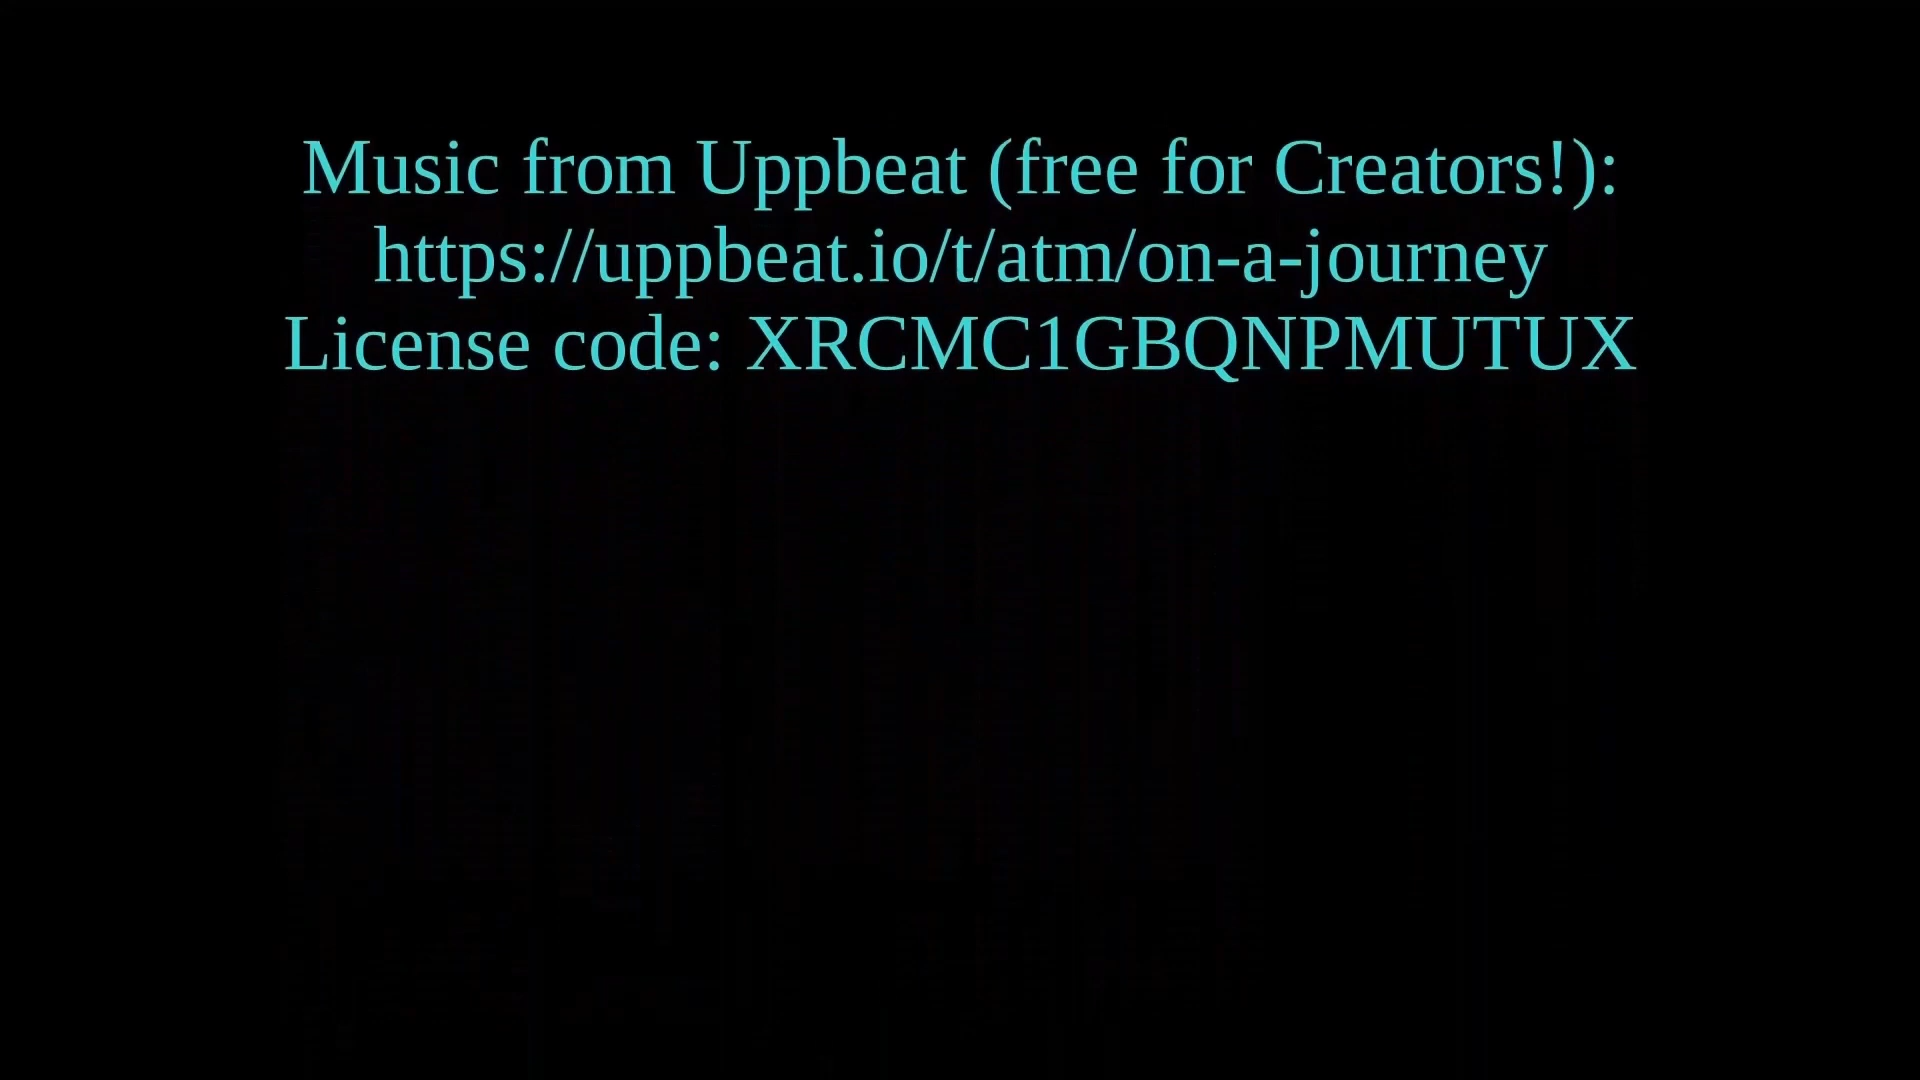 Music from Uppbeat (free for Creators!):
https://uppbeat.io/t/atm/on-a-journey
License code: XRCMC1GBQNPMUTUX